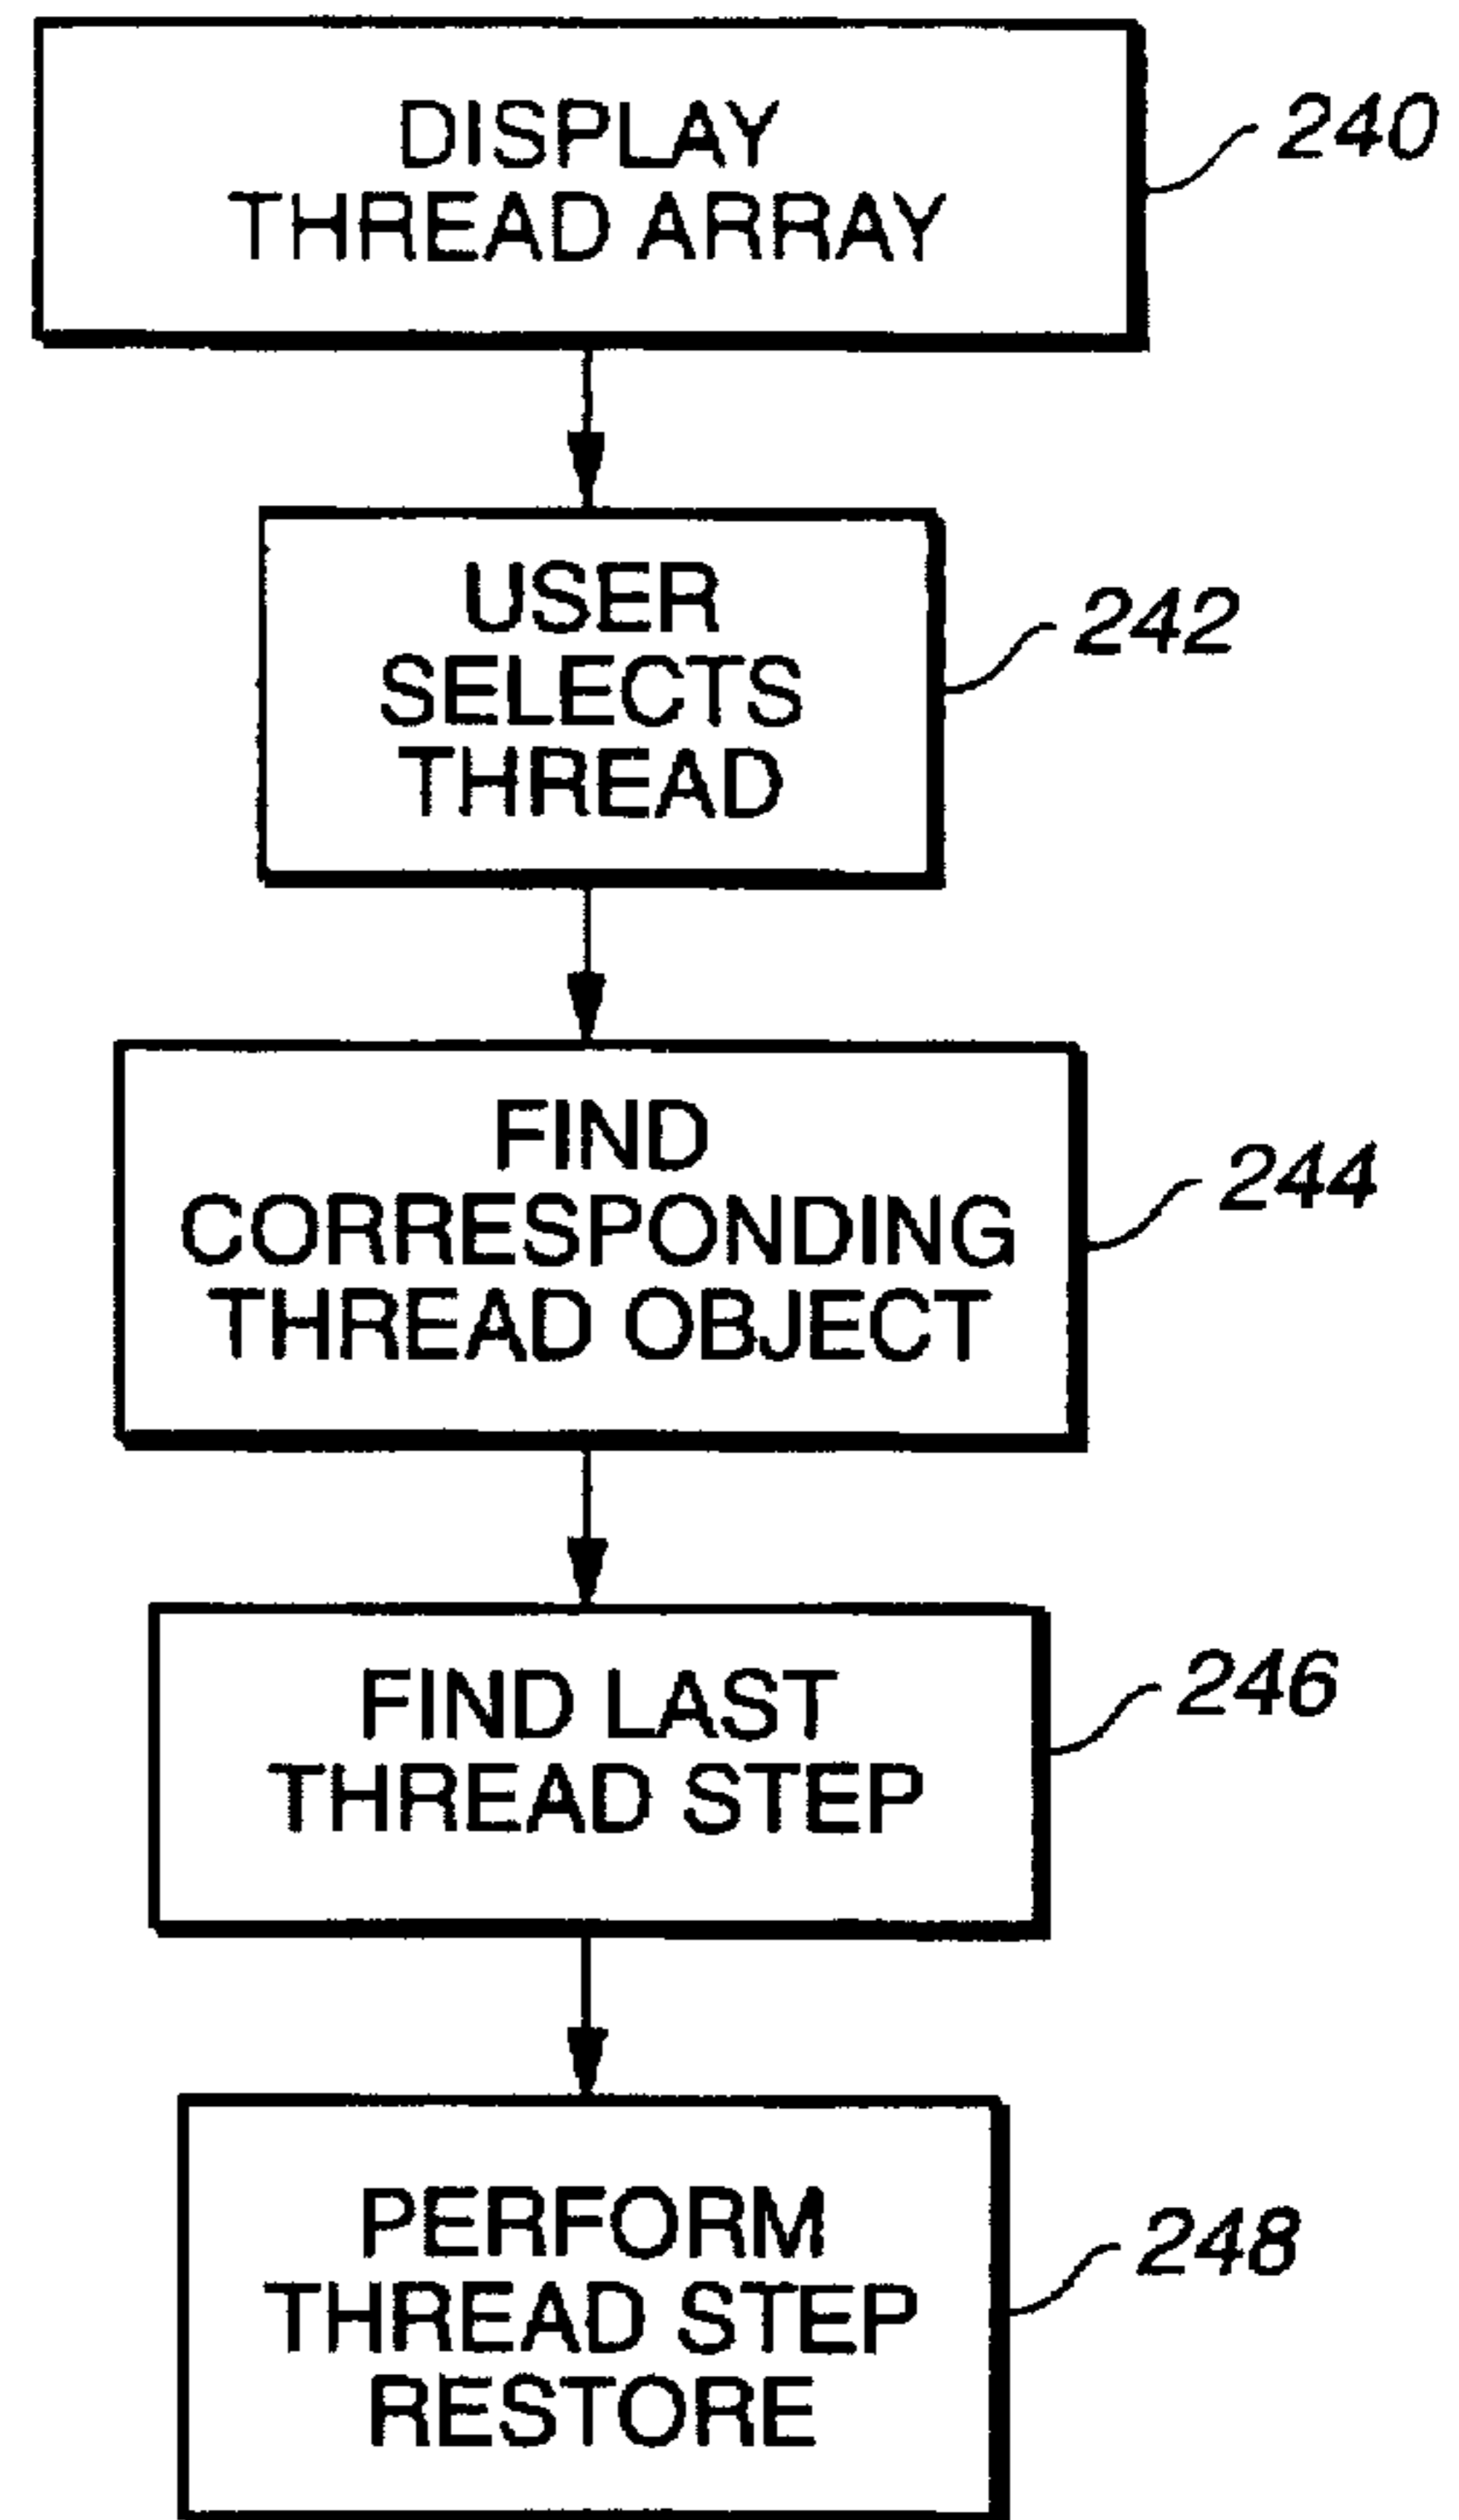 DISPLAY
THREAD ARRAY
240
USER
SELECTS
THREAD
242
FIND
CORRESPONDING
THREAD OBJECT
244
FIND LAST
THREAD STEP
246
PERFORM
THREAD STEP
RESTORE
248